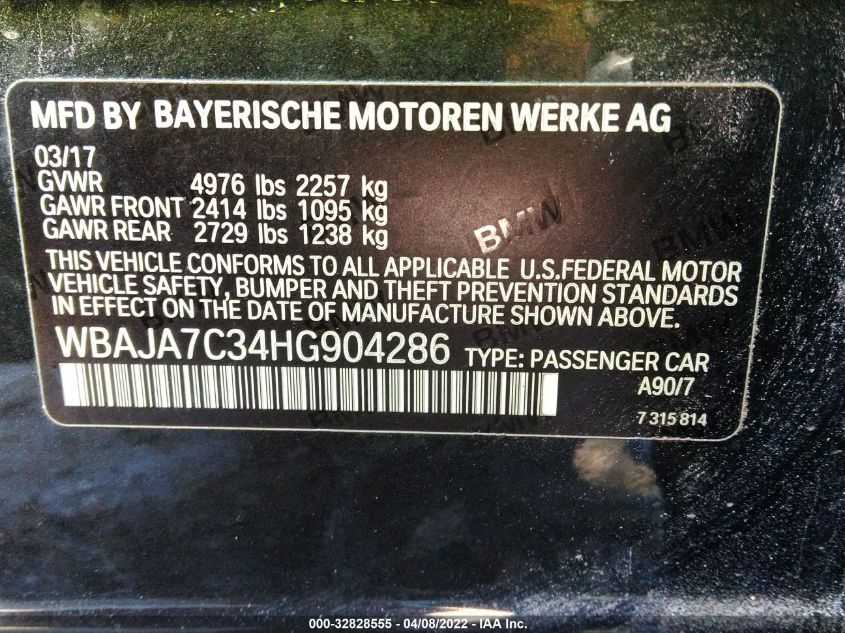 MFD BY BAYERISCHE MOTOREN WERKE AG
03/17
GVWR 4976 lbs 2257 kg
GAWR FRONT 2414 lbs 1095 kg
GAWR REAR 2729 lbs 1238 kg
BMW
BMW
THIS VEHICLE CONFORMS TO ALL APPLICABLE U.S.FEDERAL MOTOR
VEHICLE SAFETY, BUMPER AND THEFT PREVENTION STANDARDS
IN EFFECT ON THE DATE OF MANUFACTURE SHOWN ABOVE.
WBAJA7C34HG904286 TYPE: PASSENGER CAR
A90/7
7 315 814
000-32828555 - 04/08/2022 - IAA Inc.